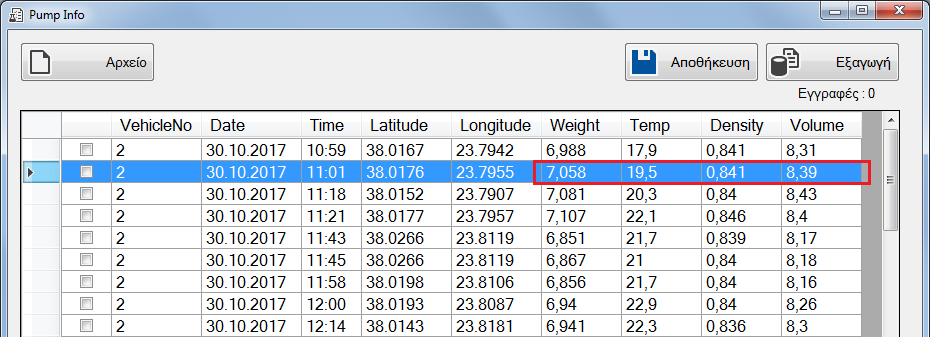 Pump Info
Αρχείο Αποθήκευση Εξαγωγή
Εγγραφές : 0
VehicleNo Date Time Latitude Longitude Weight Temp Density Volume
2 30.10.2017 10:59 38.0167 23.7942 6,988 17,9 0,841 8,31
2 30.10.2017 11:01 38.0176 23.7955 7,058 19,5 0,841 8,39
2 30.10.2017 11:18 38.0152 23.7907 7,081 20,3 0,84 8,43
2 30.10.2017 11:21 38.0177 23.7957 7,107 22,1 0,846 8,4
2 30.10.2017 11:43 38.0266 23.8119 6,851 21,7 0,839 8,17
2 30.10.2017 11:45 38.0266 23.8119 6,867 21 0,84 8,18
2 30.10.2017 11:58 38.0198 23.8106 6,856 21,7 0,84 8,16
2 30.10.2017 12:00 38.0193 23.8087 6,94 22,9 0,84 8,26
2 30.10.2017 12:14 38.0143 23.8181 6,941 22,3 0,836 8,3